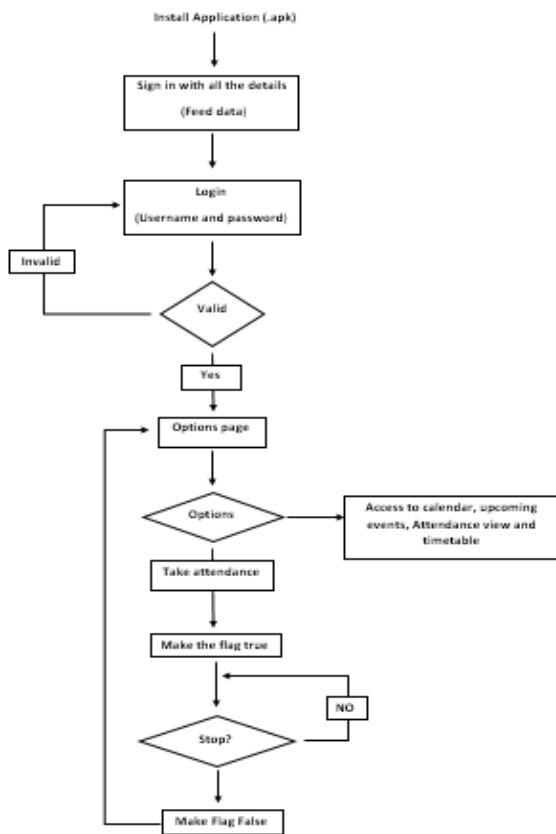 Install Application (.apk)
Sign in with all the details
(Feed data)
Login
(Username and password)
Invalid
Valid
Yes
Options page
Options
Access to calendar, upcoming
events, Attendance view and
timetable
Take attendance
Make the flag true
NO
Stop?
Make Flag False